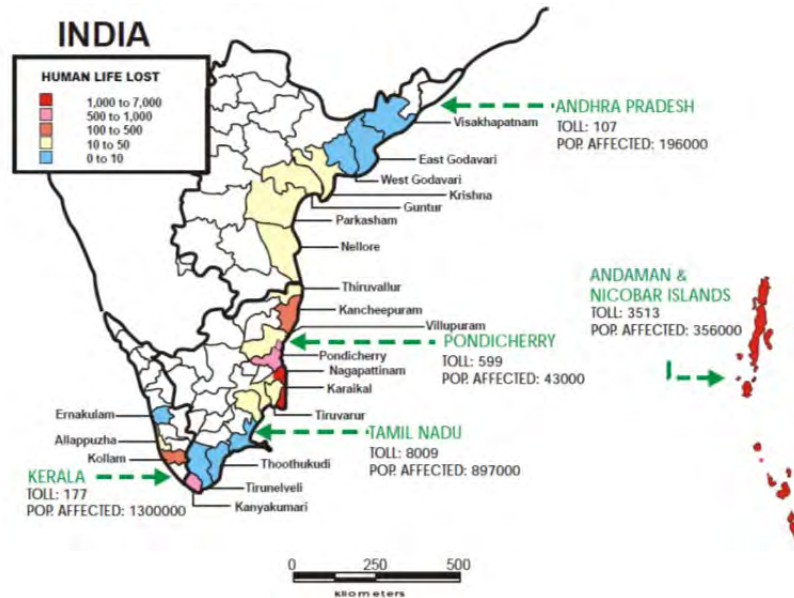 INDIA
HUMAN LIFE LOST
1,000 to 7,000
500 to 1,000
100 to 500
10 to 50
0 to 10
ANDHRA PRADESH
TOLL: 107
POP. AFFECTED: 196000
Visakhapatnam
East Godavari
West Godavari
Krishna
Guntur
Parkasham
Nellore
Thiruvallur
Kancheepuram
Villupuram
ANDAMAN &
NICOBAR ISLANDS
TOLL: 3513
POP. AFFECTED: 356000
PONDICHERRY
TOLL: 599
POP. AFFECTED: 43000
Pondicherry
Nagapattinam
Karaikal
Tiruvarur
TAMIL NADU
TOLL: 8009
POP. AFFECTED: 897000
Ernakulam
Allappuzha
Kollam
KERALA
TOLL: 177
POP. AFFECTED: 1300000
Thoothukudi
Tirunelveli
Kanyakumari
0 250 500
kilometers